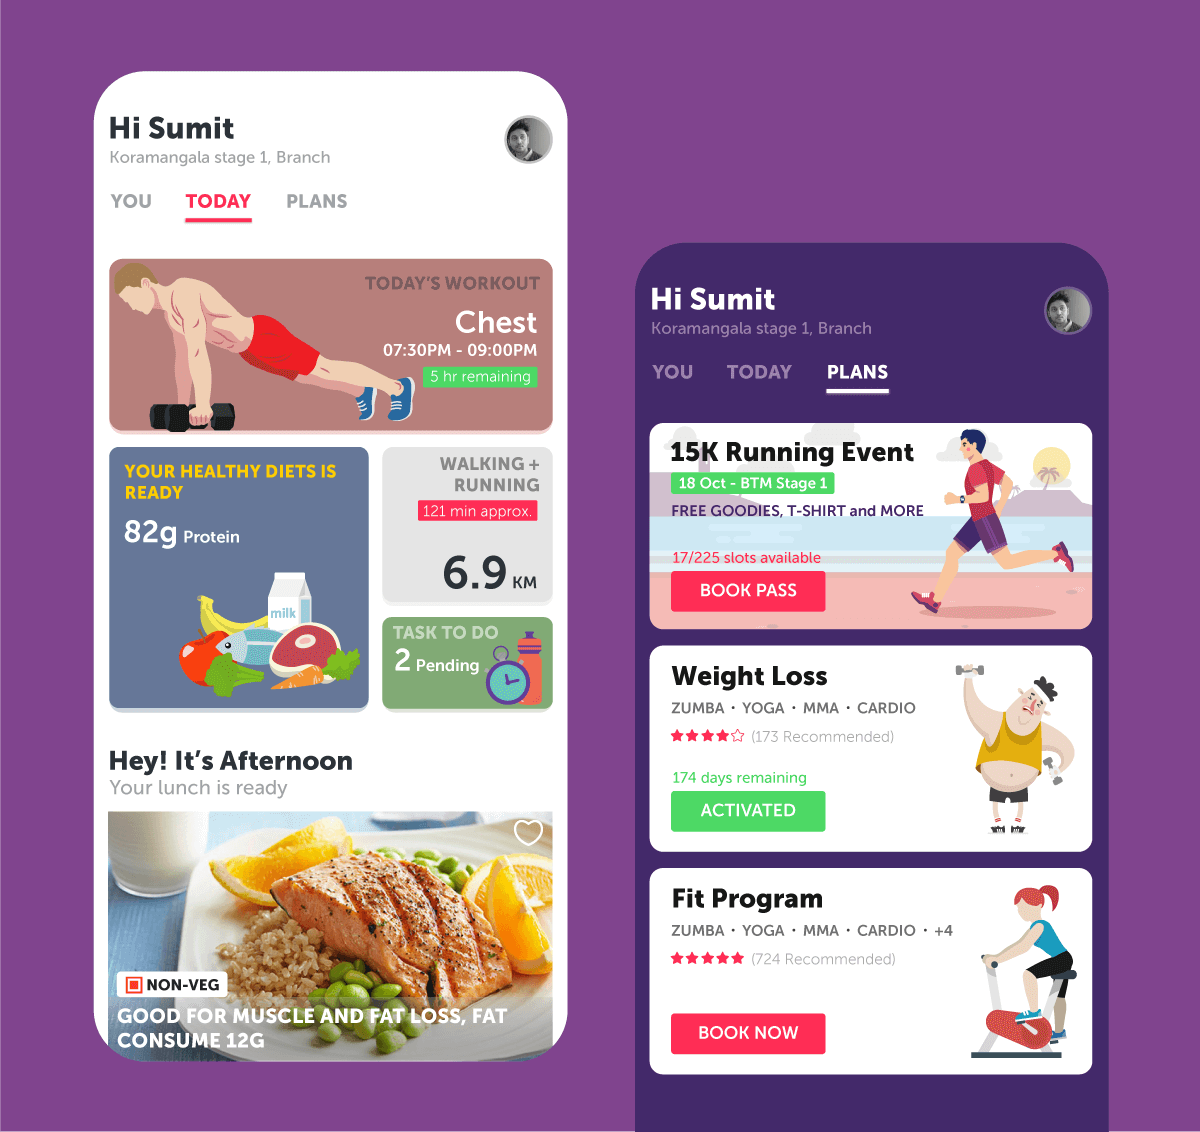 Hi Sumit
Koramangala stage 1, Branch
YOU TODAY PLANS
TODAY'S WORKOUT
Chest
07:30PM - 09:00PM
5 hr remaining
YOUR HEALTHY DIETS IS
READY
82g Protein
milk
WALKING +
RUNNING
121 min approx.
6.9 KM
TASK TO DO
2 Pending
Hey! It's Afternoon
Your lunch is ready
NON-VEG
GOOD FOR MUSCLE AND FAT LOSS, FAT
CONSUME 12G
Hi Sumit
Koramangala stage 1, Branch
YOU TODAY PLANS
15K Running Event
18 Oct - BTM Stage 1
FREE GOODIES, T-SHIRT and MORE
17/225 slots available
BOOK PASS
Weight Loss
ZUMBA • YOGA • MMA • CARDIO
(173 Recommended)
174 days remaining
ACTIVATED
Fit Program
ZUMBA • YOGA • MMA • CARDIO • +4
(724 Recommended)
BOOK NOW